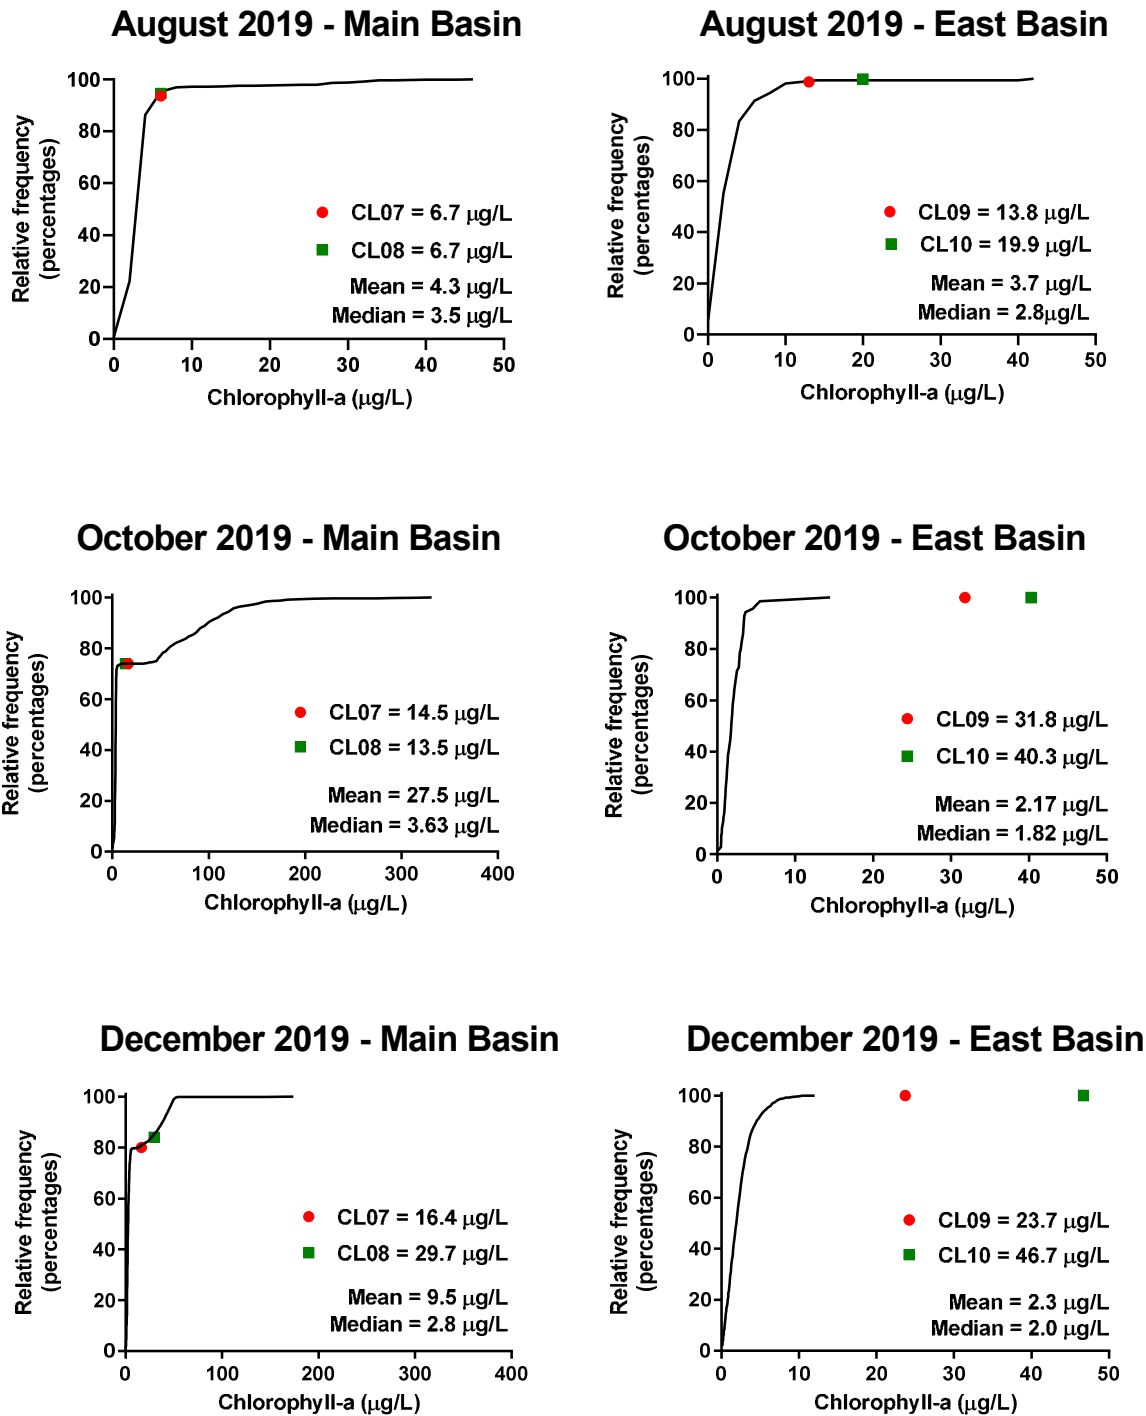 August 2019 - Main Basin
Relative frequency
(percentages)
100
80
60
40
20
0
0 10 20 30 40 50
Chlorophyll-a (µg/L)
CL07 = 6.7 µg/L
CL08 = 6.7 µg/L
Mean = 4.3 µg/L
Median = 3.5 µg/L
August 2019 - East Basin
Relative frequency
(percentages)
100
80
60
40
20
0
0 10 20 30 40 50
Chlorophyll-a (µg/L)
CL09 = 13.8 µg/L
CL10 = 19.9 µg/L
Mean = 3.7 µg/L
Median = 2.8µg/L
October 2019 - Main Basin
Relative frequency
(percentages)
100
80
60
40
20
0
0 100 200 300 400
Chlorophyll-a (µg/L)
CL07 = 14.5 µg/L
CL08 = 13.5 µg/L
Mean = 27.5 µg/L
Median = 3.63 µg/L
October 2019 - East Basin
Relative frequency
(percentages)
100
80
60
40
20
0
0 10 20 30 40 50
Chlorophyll-a (µg/L)
CL09 = 31.8 µg/L
CL10 = 40.3 µg/L
Mean = 2.17 µg/L
Median = 1.82 µg/L
December 2019 - Main Basin
Relative frequency
(percentages)
100
80
60
40
20
0
0 100 200 300 400
Chlorophyll-a (µg/L)
CL07 = 16.4 µg/L
CL08 = 29.7 µg/L
Mean = 9.5 µg/L
Median = 2.8 µg/L
December 2019 - East Basin
Relative frequency
(percentages)
100
80
60
40
20
0
0 10 20 30 40 50
Chlorophyll-a (µg/L)
CL09 = 23.7 µg/L
CL10 = 46.7 µg/L
Mean = 2.3 µg/L
Median = 2.0 µg/L